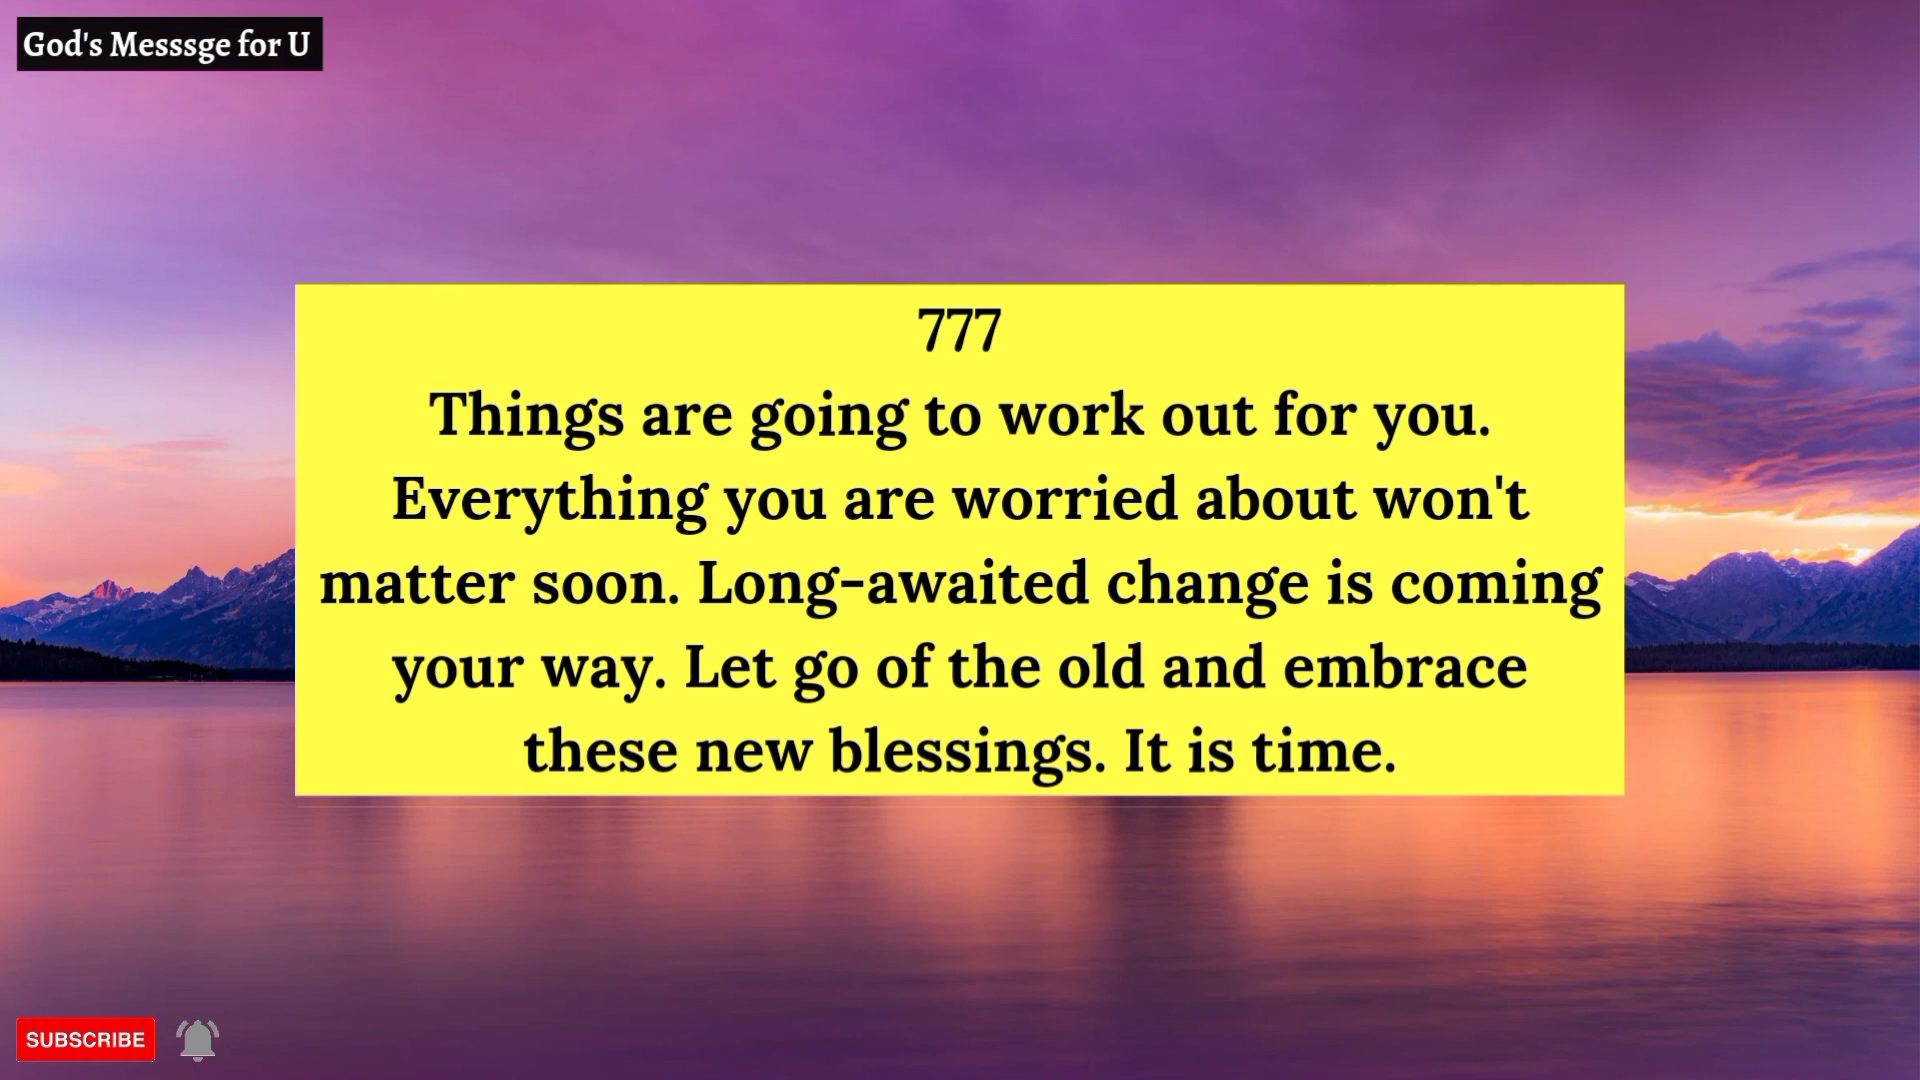 God's Messsge for U
777
Things are going to work out for you.
Everything you are worried about won't
matter soon. Long-awaited change is coming
your way. Let go of the old and embrace
these new blessings. It is time.
SUBSCRIBE